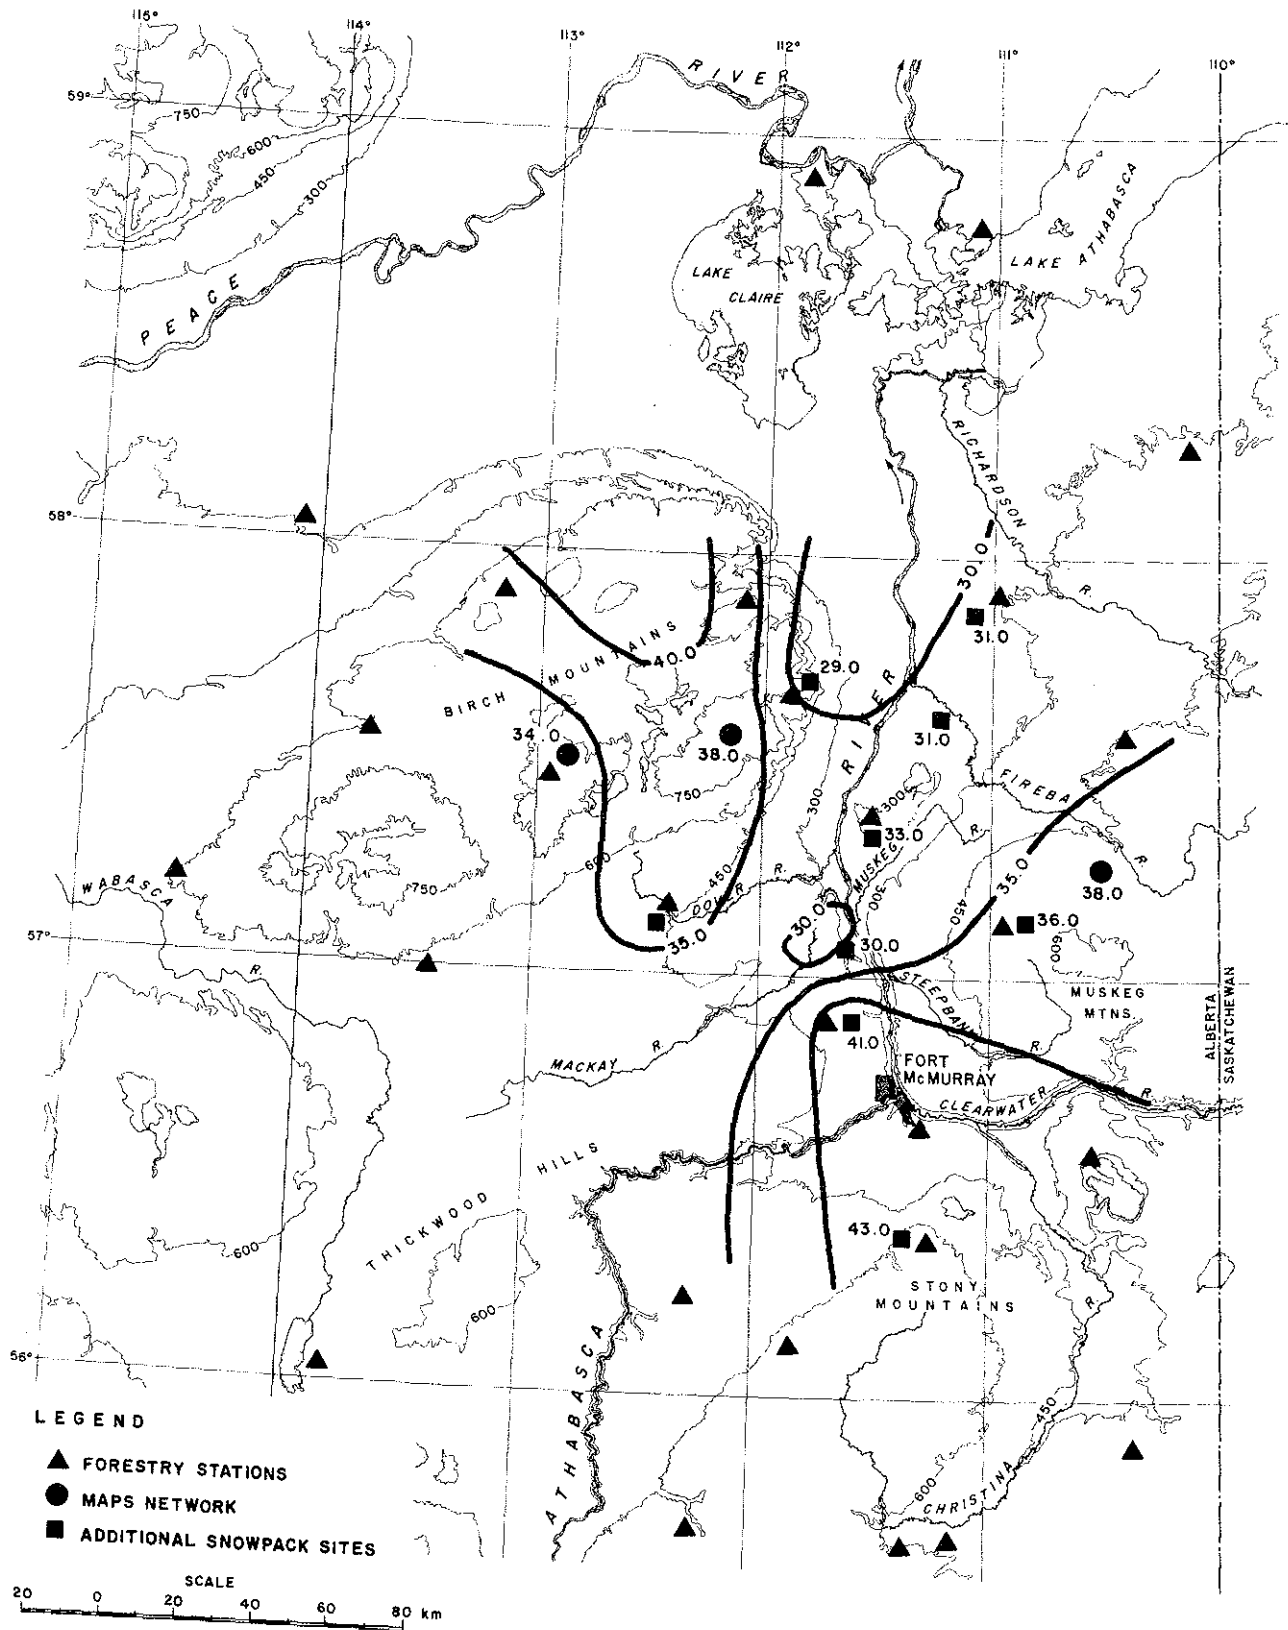 115°
114°
113°
112°
111°
110°
59°
750
600
450
300
PEACE
RIVER
LAKE
CLAIRE
LAKE ATHABASCA
RICHARDSON
R.
58°
30.0
31.0
40.0
29.0
BIRCH MOUNTAINS
RIVER
34.0
38.0
31.0
750
300
300
FIREBA
R.
33.0
MUSKEG
R.
35.0
38.0
600
750
450
WABASCA
R.
DOVER R.
35.0
30.0
30.0
300
450
36.0
600
57°
STEEPBANK
R.
MUSKEG
MTNS.
ALBERTA
SASKATCHEWAN
41.0
MACKAY R.
FORT
McMURRAY
CLEARWATER
R.
THICKWOOD HILLS
600
43.0
STONY
MOUNTAINS
R.
600
56°
ATHABASCA
450
600
CHRISTINA
LEGEND
FORESTRY STATIONS
MAPS NETWORK
ADDITIONAL SNOWPACK SITES
SCALE
20 0 20 40 60 80 km